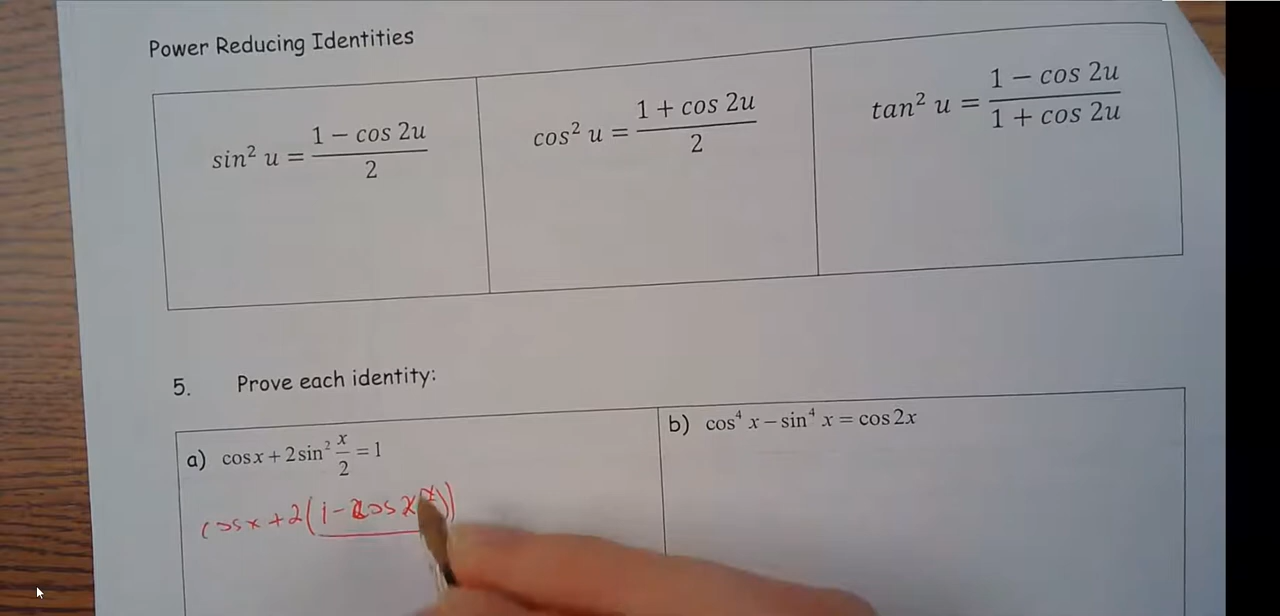 Power Reducing Identities
sin² u = (1 − cos 2u)/2
cos² u = (1 + cos 2u)/2
tan² u = (1 − cos 2u)/(1 + cos 2u)
5. Prove each identity:
a) cos x + 2 sin² x/2 = 1
b) cos⁴ x − sin⁴ x = cos 2x
cos x + 2(1 − cos